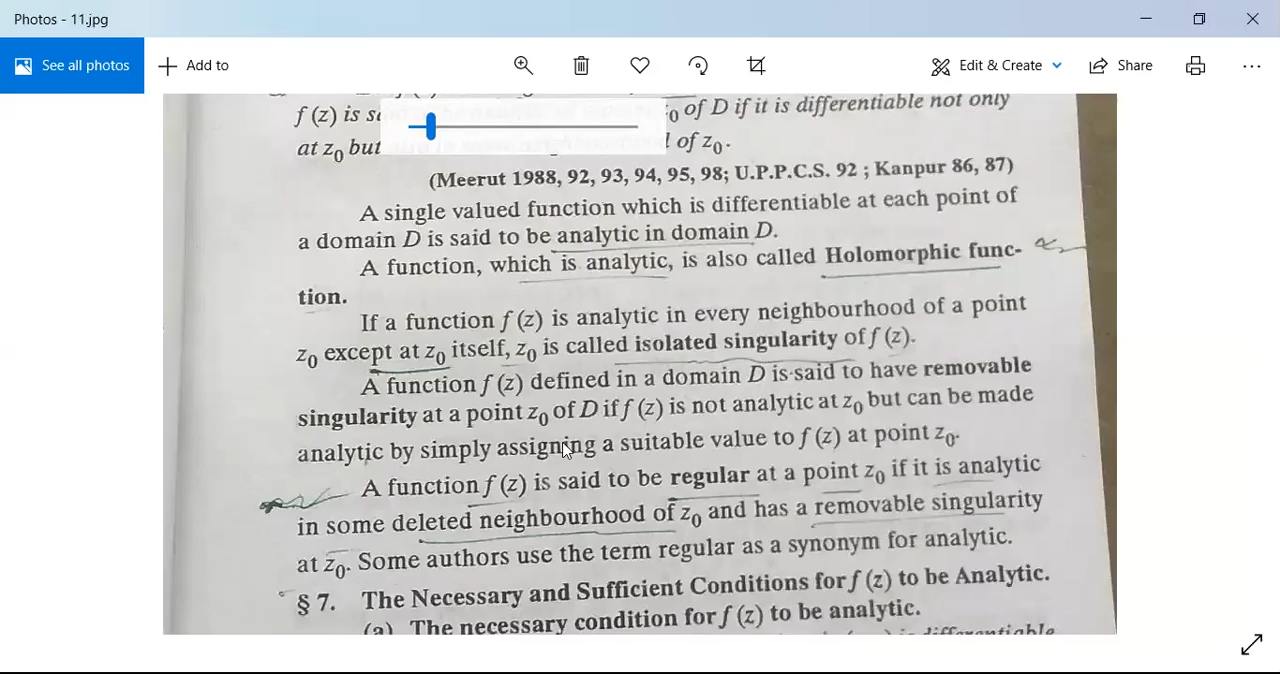 Photos - 11.jpg
See all photos
Add to
Edit & Create
Share
f (z) is
z₀ of D if it is differentiable not only
at z₀ but
of z₀.
(Meerut 1988, 92, 93, 94, 95, 98; U.P.P.C.S. 92 ; Kanpur 86, 87)
A single valued function which is differentiable at each point of
a domain D is said to be analytic in domain D.
A function, which is analytic, is also called Holomorphic func-
tion.
If a function f (z) is analytic in every neighbourhood of a point
z₀ except at z₀ itself, z₀ is called isolated singularity of f (z).
A function f (z) defined in a domain D is said to have removable
singularity at a point z₀ of D if f (z) is not analytic at z₀ but can be made
analytic by simply assigning a suitable value to f (z) at point z₀.
A function f (z) is said to be regular at a point z₀ if it is analytic
in some deleted neighbourhood of z₀ and has a removable singularity
at z₀. Some authors use the term regular as a synonym for analytic.
§ 7. The Necessary and Sufficient Conditions for f (z) to be Analytic.
(a) The necessary condition for f (z) to be analytic.
differentiable